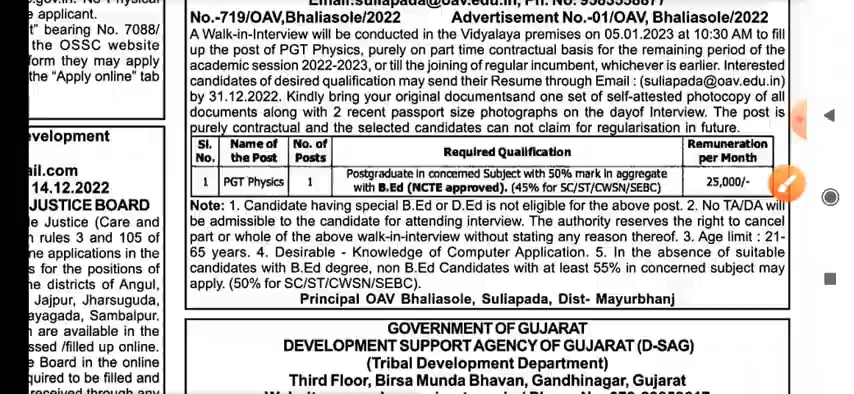 .gov.in. No Physical
e applicant.
t" bearing No. 7088/
the OSSC website
form they may apply
the "Apply online" tab
evelopment
ail.com
14.12.2022
JUSTICE BOARD
le Justice (Care and
n rules 3 and 105 of
ne applications in the
s for the positions of
he districts of Angul,
Jajpur, Jharsuguda,
ayagada, Sambalpur.
n are available in the
ssed /filled up online.
e Board in the online
quired to be filled and
received through any
No.-719/OAV,Bhaliasole/2022 Advertisement No.-01/OAV, Bhaliasole/2022
A Walk-in-Interview will be conducted in the Vidyalaya premises on 05.01.2023 at 10:30 AM to fill
up the post of PGT Physics, purely on part time contractual basis for the remaining period of the
academic session 2022-2023, or till the joining of regular incumbent, whichever is earlier. Interested
candidates of desired qualification may send their Resume through Email : (suliapada@oav.edu.in)
by 31.12.2022. Kindly bring your original documentsand one set of self-attested photocopy of all
documents along with 2 recent passport size photographs on the dayof Interview. The post is
purely contractual and the selected candidates can not claim for regularisation in future.
Sl. No. Name of the Post No. of Posts Required Qualification Remuneration per Month
1 PGT Physics 1 Postgraduate in concerned Subject with 50% mark in aggregate
with B.Ed (NCTE approved). (45% for SC/ST/CWSN/SEBC) 25,000/-
Note: 1. Candidate having special B.Ed or D.Ed is not eligible for the above post. 2. No TA/DA will
be admissible to the candidate for attending interview. The authority reserves the right to cancel
part or whole of the above walk-in-interview without stating any reason thereof. 3. Age limit : 21-
65 years. 4. Desirable - Knowledge of Computer Application. 5. In the absence of suitable
candidates with B.Ed degree, non B.Ed Candidates with at least 55% in concerned subject may
apply. (50% for SC/ST/CWSN/SEBC).
Principal OAV Bhaliasole, Suliapada, Dist- Mayurbhanj
GOVERNMENT OF GUJARAT
DEVELOPMENT SUPPORT AGENCY OF GUJARAT (D-SAG)
(Tribal Development Department)
Third Floor, Birsa Munda Bhavan, Gandhinagar, Gujarat